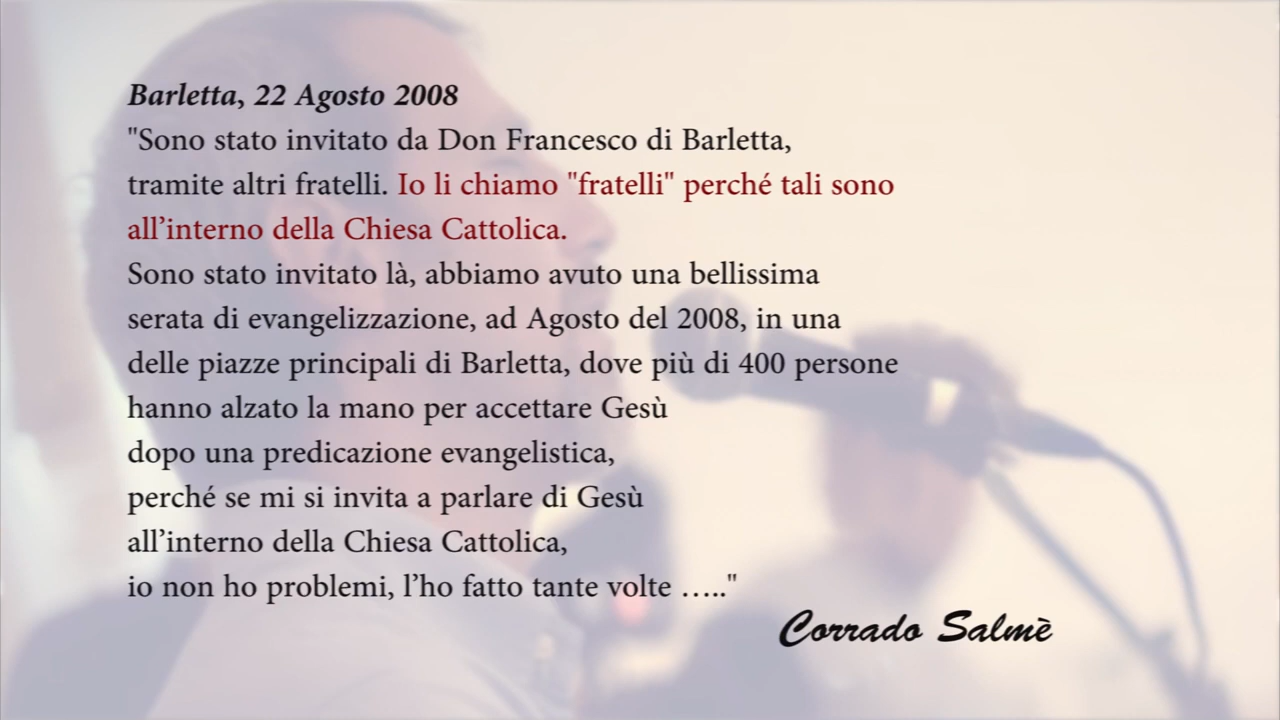 Barletta, 22 Agosto 2008
"Sono stato invitato da Don Francesco di Barletta,
tramite altri fratelli. Io li chiamo "fratelli" perché tali sono
all’interno della Chiesa Cattolica.
Sono stato invitato là, abbiamo avuto una bellissima
serata di evangelizzazione, ad Agosto del 2008, in una
delle piazze principali di Barletta, dove più di 400 persone
hanno alzato la mano per accettare Gesù
dopo una predicazione evangelistica,
perché se mi si invita a parlare di Gesù
all’interno della Chiesa Cattolica,
io non ho problemi, l’ho fatto tante volte ….."
Corrado Salmè